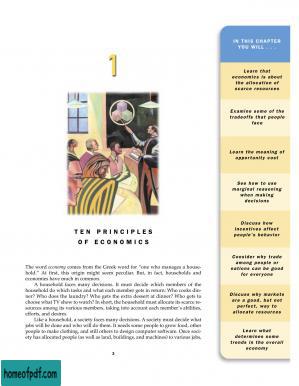 1
TEN PRINCIPLES
OF ECONOMICS
The word economy comes from the Greek word for "one who manages a house-
hold." At first, this origin might seem peculiar. But, in fact, households and
economies have much in common.
A household faces many decisions. It must decide which members of the
household do which tasks and what each member gets in return: Who cooks din-
ner? Who does the laundry? Who gets the extra dessert at dinner? Who gets to
choose what TV show to watch? In short, the household must allocate its scarce re-
sources among its various members, taking into account each member's abilities,
efforts, and desires.
Like a household, a society faces many decisions. A society must decide what
jobs will be done and who will do them. It needs some people to grow food, other
people to make clothing, and still others to design computer software. Once soci-
ety has allocated people (as well as land, buildings, and machines) to various jobs,
3
IN THIS CHAPTER
YOU WILL . . .
Learn that
economics is about
the allocation of
scarce resources
Examine some of the
tradeoffs that people
face
Learn the meaning of
opportunity cost
See how to use
marginal reasoning
when making
decisions
Discuss how
incentives affect
people's behavior
Consider why trade
among people or
nations can be good
for everyone
Discuss why markets
are a good, but not
perfect, way to
allocate resources
Learn what
determines some
trends in the overall
economy
homeofpdf.com